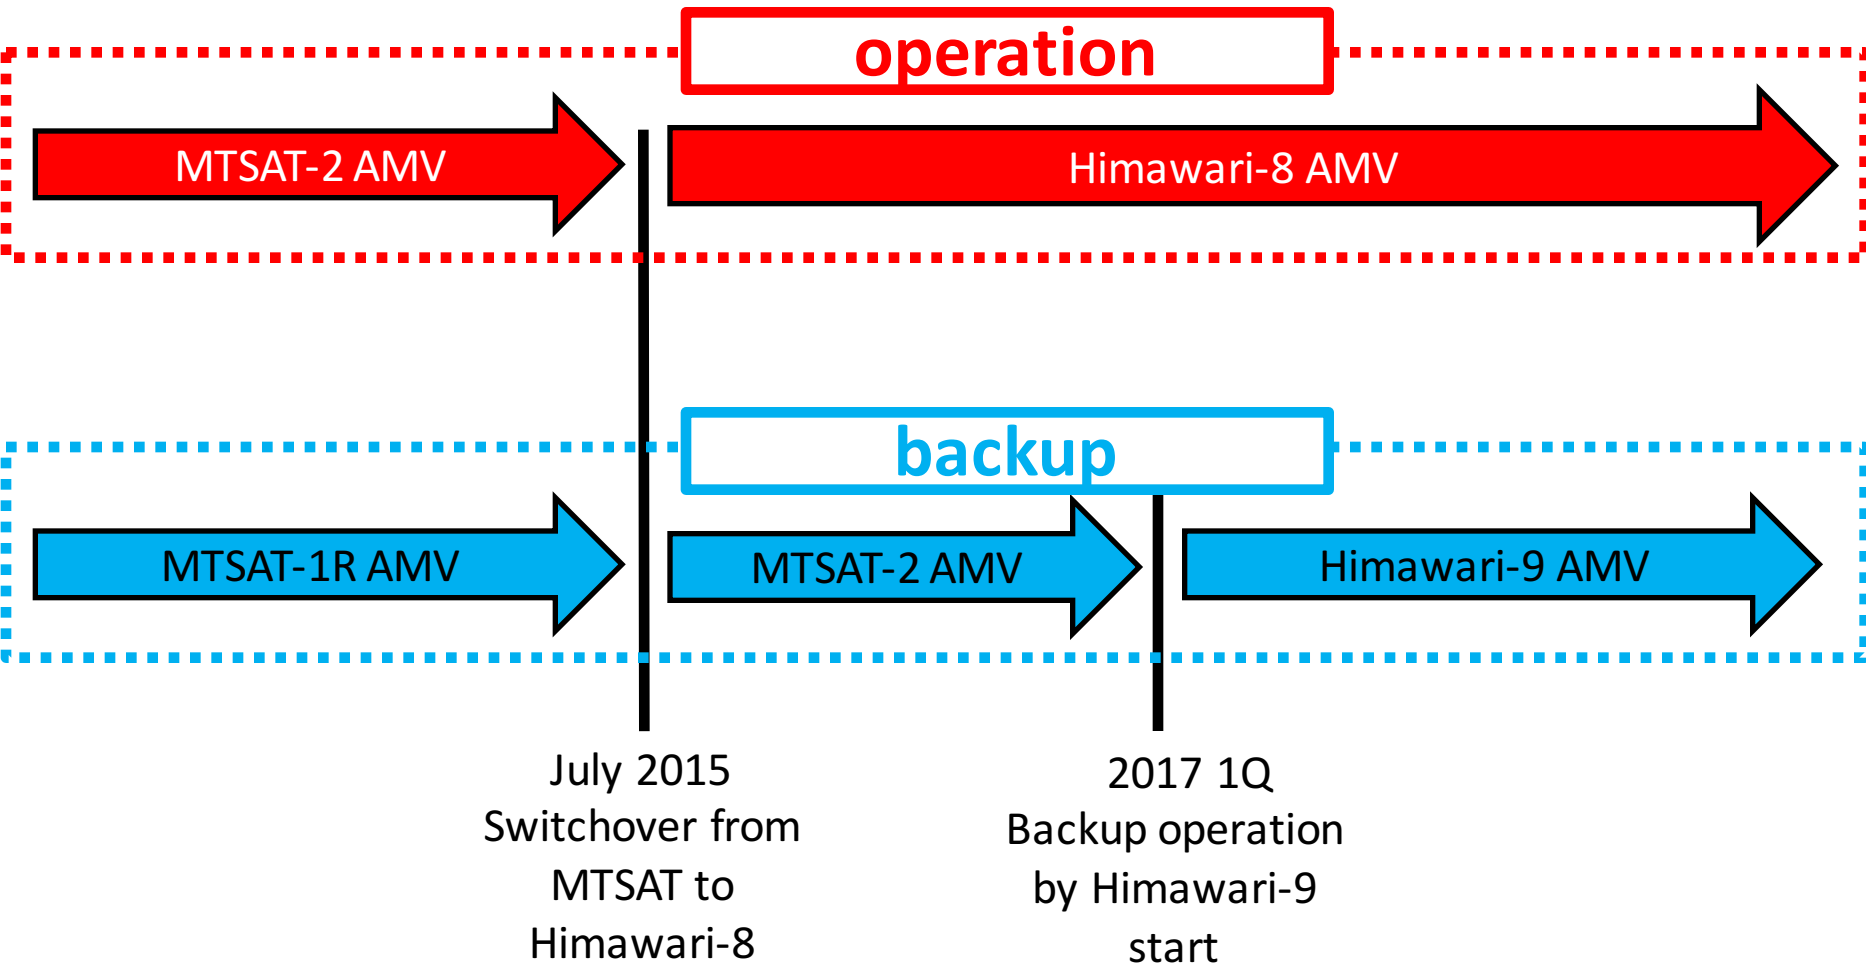 operation
MTSAT-2 AMV
Himawari-8 AMV
backup
MTSAT-1R AMV
MTSAT-2 AMV
Himawari-9 AMV
July 2015
Switchover from
MTSAT to
Himawari-8
2017 1Q
Backup operation
by Himawari-9
start